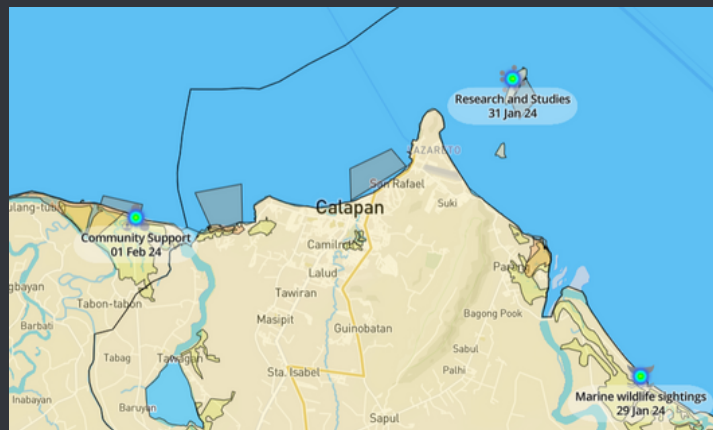 Research and Studies
31 Jan 24
San Rafael
Calapan
Suki
Community Support
01 Feb 24
Camilmil
Lalud
Tabon-tabon
Tawiran
Barbati
Masipit
Guinobatan
Bagong Pook
Tabag
Tawagan
Sabul
Sta. Isabel
Palhi
Inabayan
Baruyan
Marine wildlife sightings
29 Jan 24
Sapul